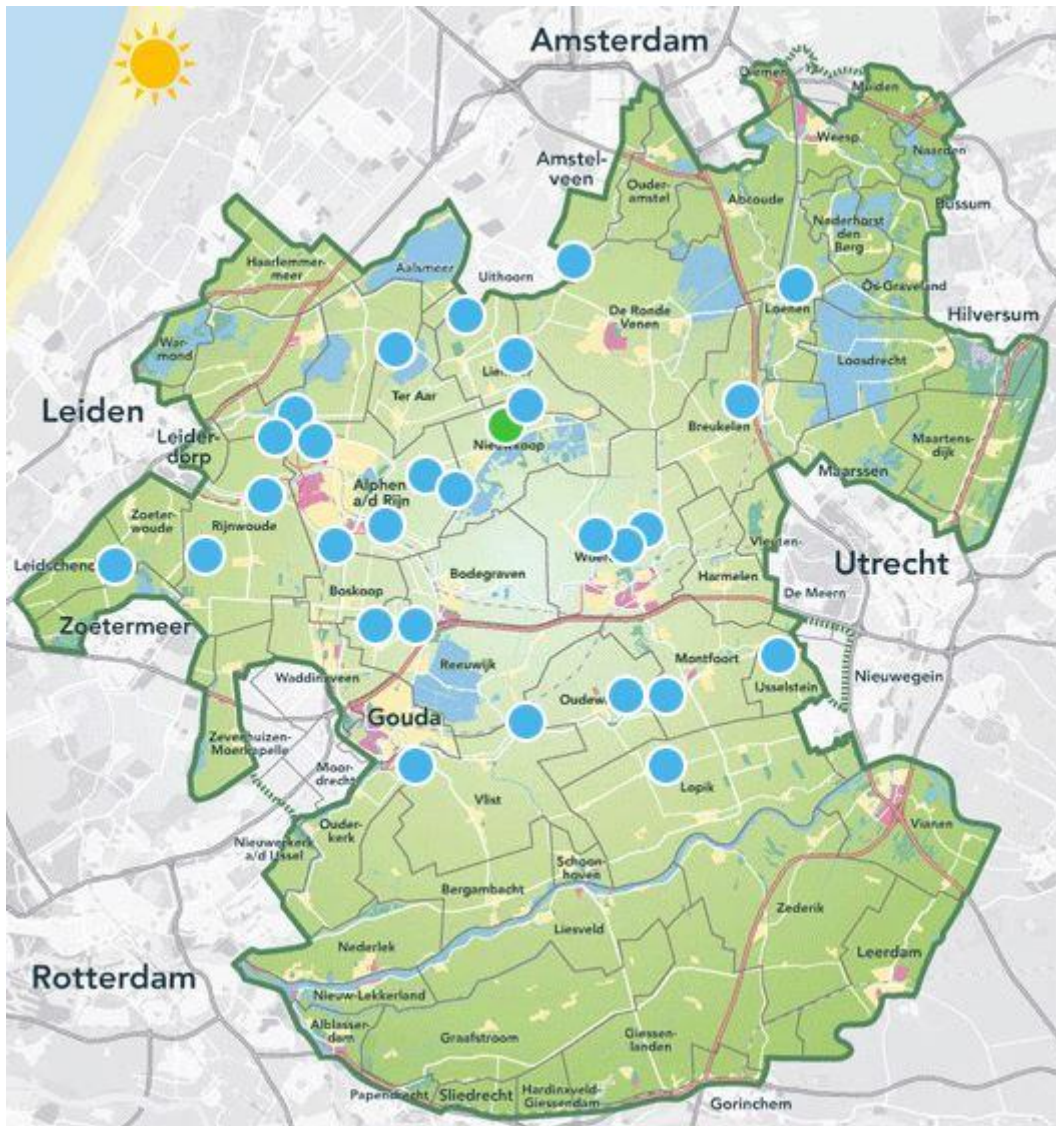 Amsterdam
Diemen
Muiden
Weesp
Naarden
Amstel-
veen
Ouder-
amstel
Abcoude
Bussum
Nederhorst
den
Berg
Haarlemmer-
meer
Aalsmeer
Uithoorn
Loenen
Hilversum
De Ronde
Venen
War-
mond
Loosdrecht
Ter Aar
Leiden
Leider-
dorp
Breukelen
Maartens-
dijk
Maarssen
Alphen
a/d Rijn
Zoeter-
woude
Rijnwoude
Utrecht
Bodegraven
Harmelen
De Meern
Boskoop
Zoetermeer
Reeuwijk
Montfoort
Waddinxveen
IJsselstein
Nieuwegein
Gouda
Zevenhuizen-
Moerkapelle
Moor-
drecht
Lopik
Vlist
Ouder-
kerk
Nieuwerkerk
a/d IJssel
Vianen
Schoon-
hoven
Bergambacht
Zederik
Liesveld
Nederlek
Leerdam
Rotterdam
Nieuw-Lekkerland
Alblasser-
dam
Graafstroom
Giessen-
landen
Papendrecht
Sliedrecht
Hardinxveld-
Giessendam
Gorinchem